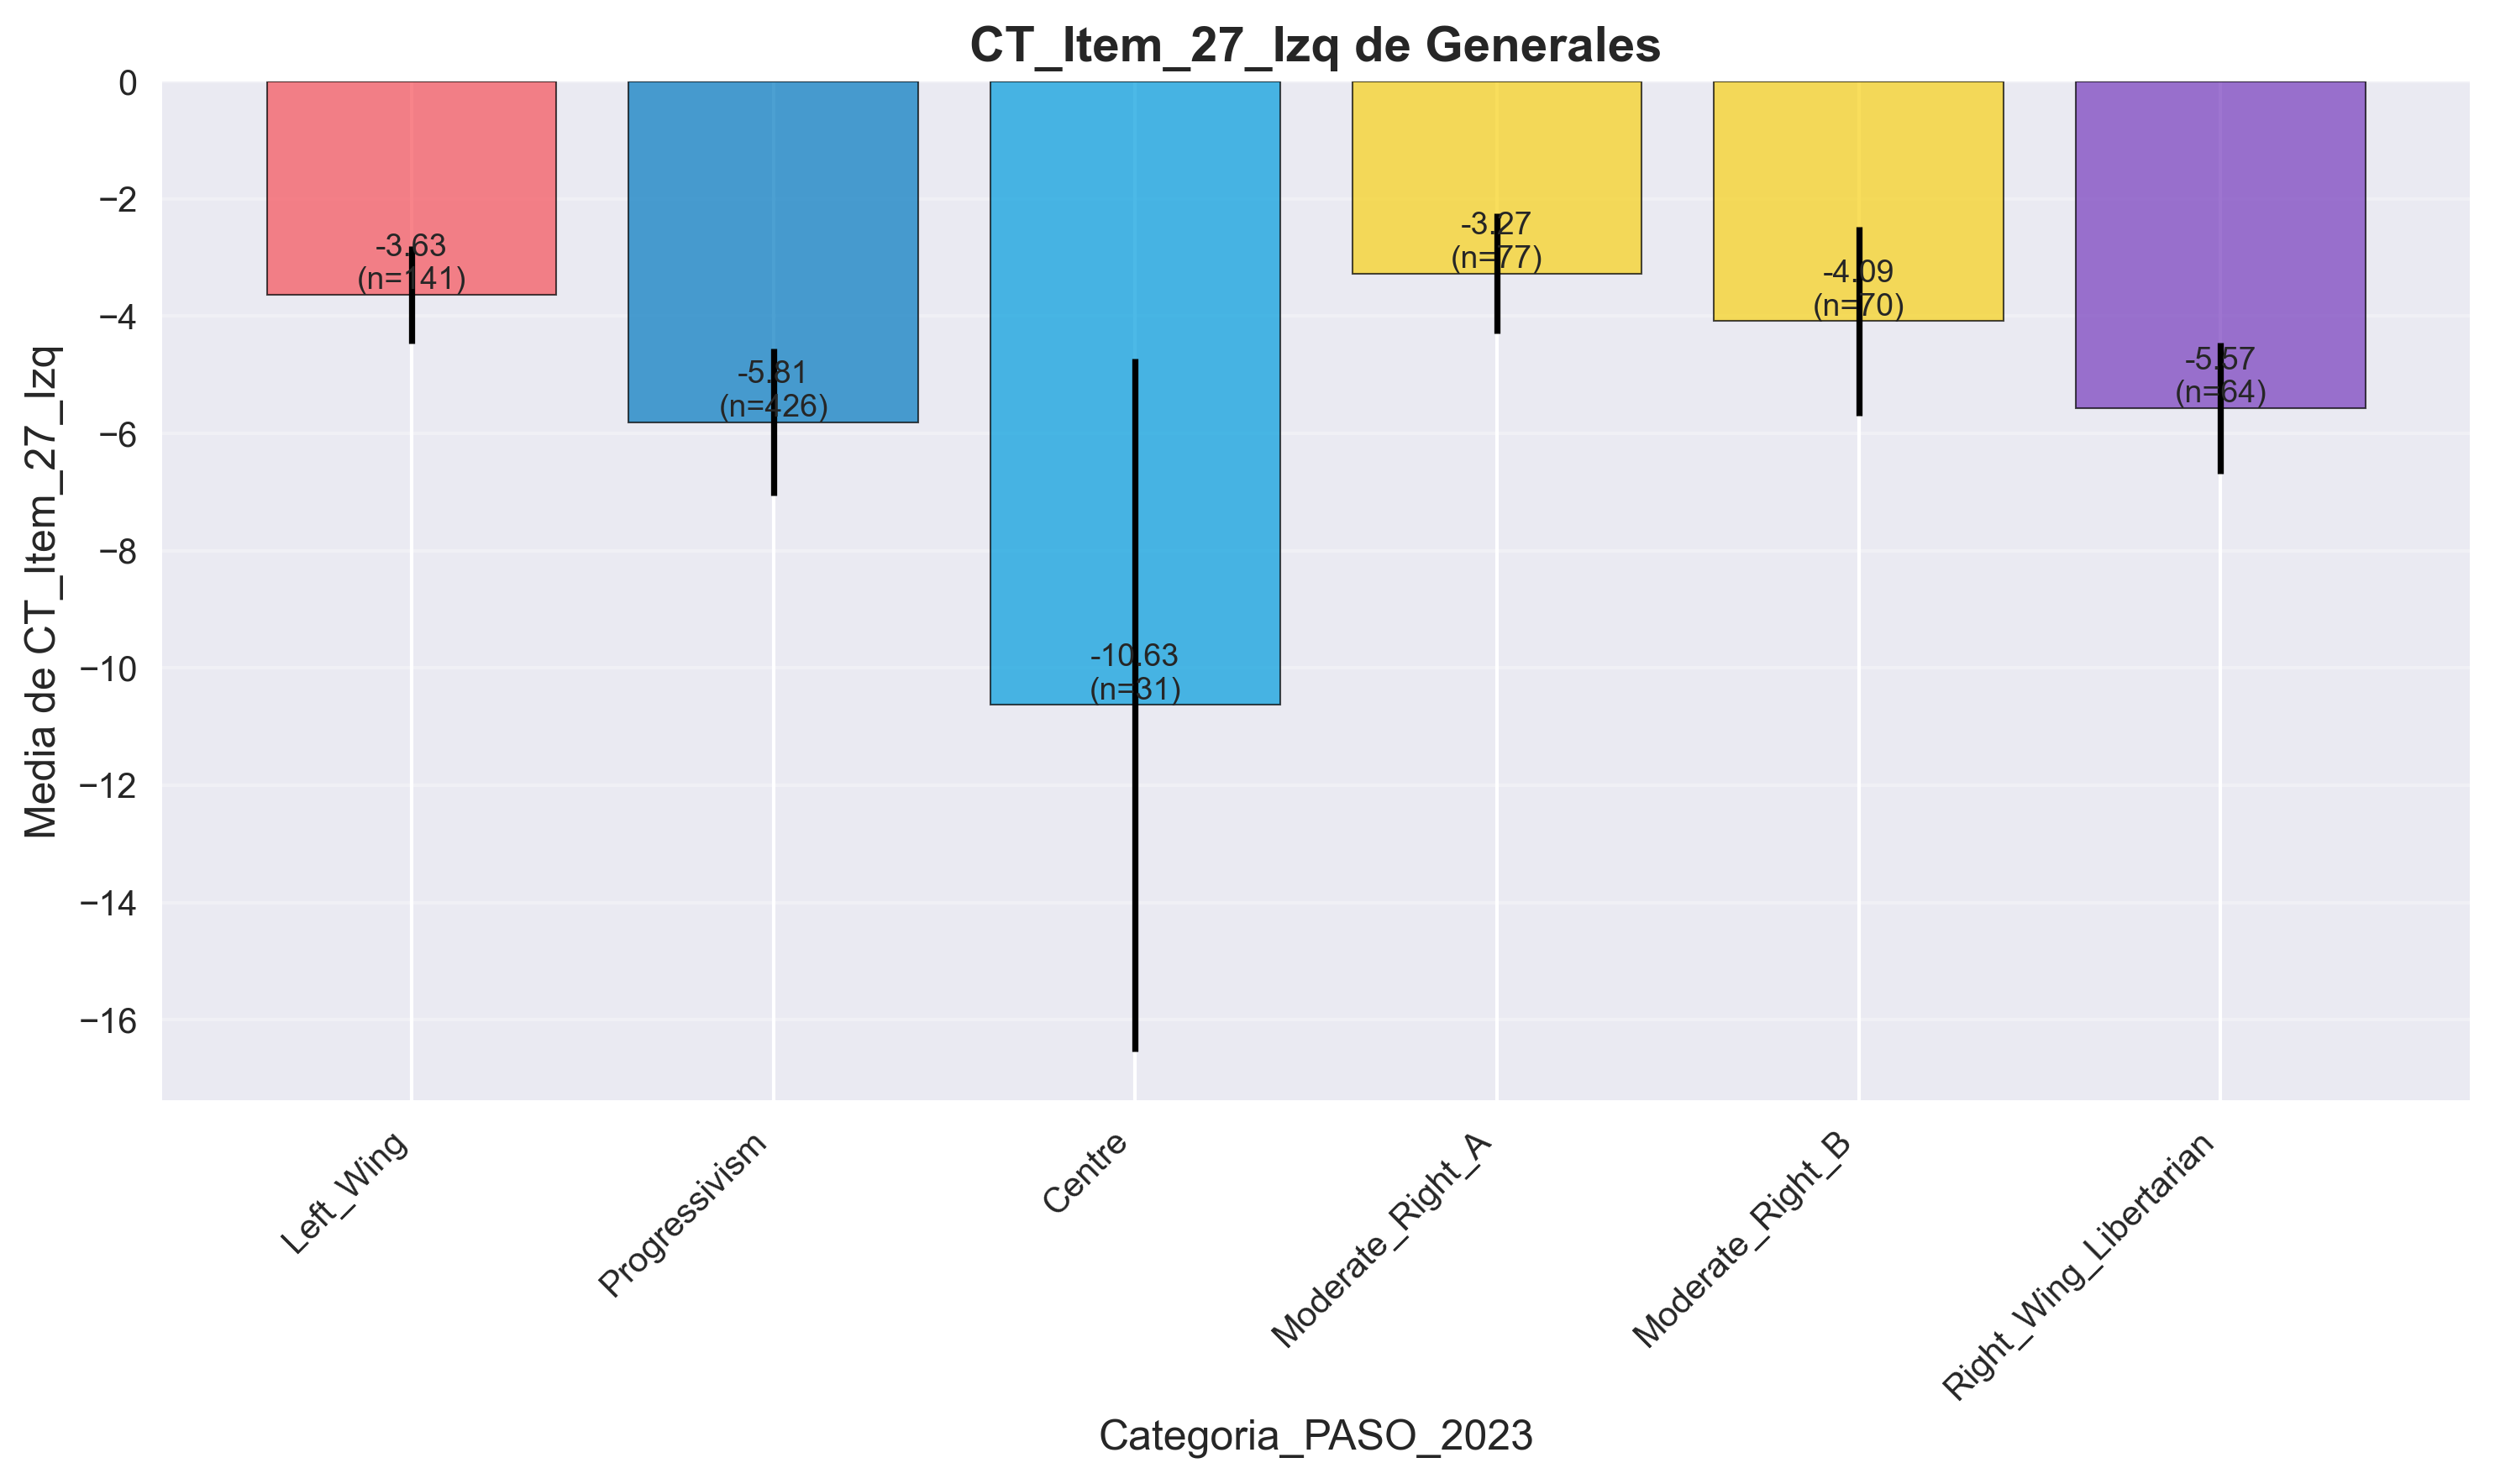 CT_Item_27_Izq de Generales
Media de CT_Item_27_Izq
0
−2
−4
−6
−8
−10
−12
−14
−16
-3.63
(n=141)
-5.81
(n=426)
-10.63
(n=31)
-3.27
(n=77)
-4.09
(n=70)
-5.57
(n=64)
Left_Wing
Progressivism
Centre
Moderate_Right_A
Moderate_Right_B
Right_Wing_Libertarian
Categoria_PASO_2023